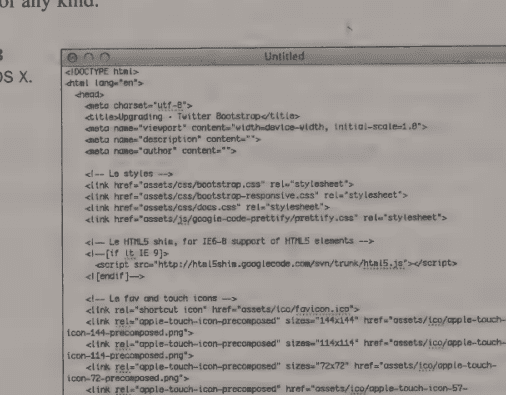 of any kind.
3
OS X.
Untitled
<!DOCTYPE html>
<html lang="en">
<head>
<meta charset="utf-8">
<title>Upgrading · Twitter Bootstrap</title>
<meta name="viewport" content="width=device-width, initial-scale=1.0">
<meta name="description" content="">
<meta name="author" content="">
<!-- Le styles -->
<link href="assets/css/bootstrap.css" rel="stylesheet">
<link href="assets/css/bootstrap-responsive.css" rel="stylesheet">
<link href="assets/css/docs.css" rel="stylesheet">
<link href="assets/js/google-code-prettify/prettify.css" rel="stylesheet">
<!-- Le HTML5 shim, for IE6-8 support of HTML5 elements -->
<!--[if lt IE 9]>
<script src="http://html5shim.googlecode.com/svn/trunk/html5.js"></script>
<![endif]-->
<!-- Le fav and touch icons -->
<link rel="shortcut icon" href="assets/ico/favicon.ico">
<link rel="apple-touch-icon-precomposed" sizes="144x144" href="assets/ico/apple-touch-
icon-144-precomposed.png">
<link rel="apple-touch-icon-precomposed" sizes="114x114" href="assets/ico/apple-touch-
icon-114-precomposed.png">
<link rel="apple-touch-icon-precomposed" sizes="72x72" href="assets/ico/apple-touch-
icon-72-precomposed.png">
<link rel="apple-touch-icon-precomposed" href="assets/ico/apple-touch-icon-57-